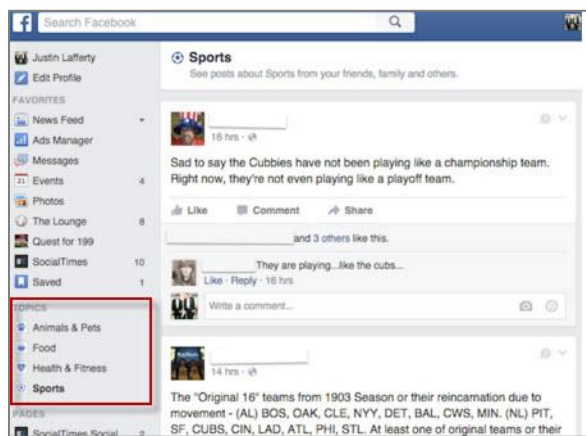 f
Search Facebook
Justin Lafferty
Edit Profile
FAVORITES
News Feed
Ads Manager
Messages
21 Events 4
Photos
The Lounge 8
Quest for 199
SocialTimes 10
Saved 1
TOPICS
Animals & Pets
Food
Health & Fitness
Sports
PAGES
SocialTimes Social 2
Sports
See posts about Sports from your friends, family and others.
16 hrs ·
Sad to say the Cubbies have not been playing like a championship team.
Right now, they're not even playing like a playoff team.
Like Comment Share
and 3 others like this.
They are playing...like the cubs...
Like · Reply · 16 hrs
Write a comment...
14 hrs ·
The "Original 16" teams from 1903 Season or their reincarnation due to
movement - (AL) BOS, OAK, CLE, NYY, DET, BAL, CWS, MIN. (NL) PIT,
SF, CUBS, CIN, LAD, ATL, PHI, STL. At least one of original teams or their